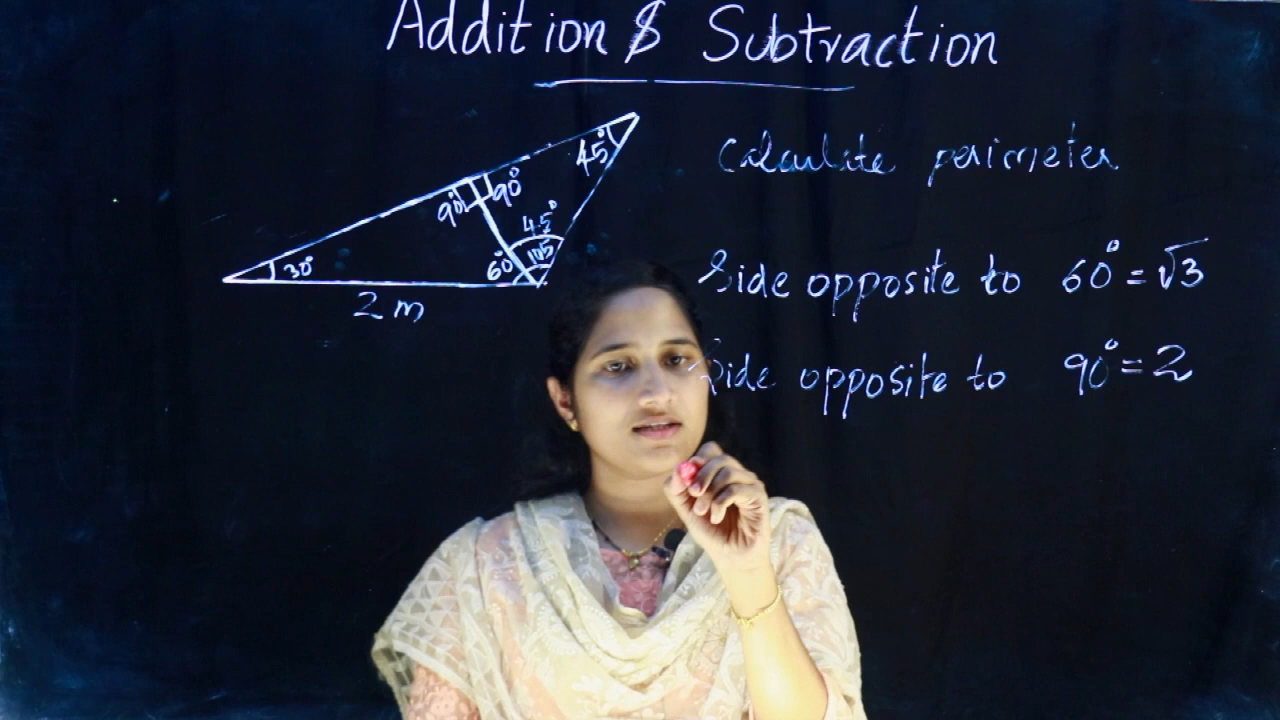 Addition & Subtraction
Calculate perimeter
45°
90° 90°
45°
30° 60° 105
2 m
Side opposite to 60° = √3
Side opposite to 90° = 2